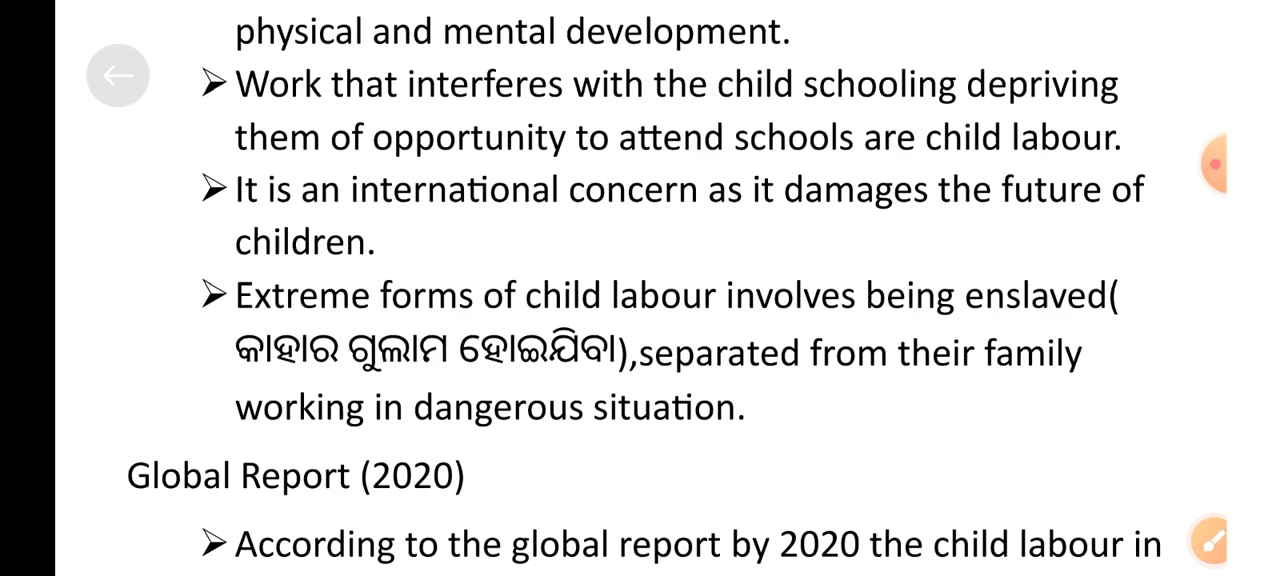 physical and mental development.
➢ Work that interferes with the child schooling depriving
them of opportunity to attend schools are child labour.
➢ It is an international concern as it damages the future of
children.
➢ Extreme forms of child labour involves being enslaved(
କାହାର ଗୁଲାମ ହୋଇଯିବା),separated from their family
working in dangerous situation.
Global Report (2020)
➢ According to the global report by 2020 the child labour in